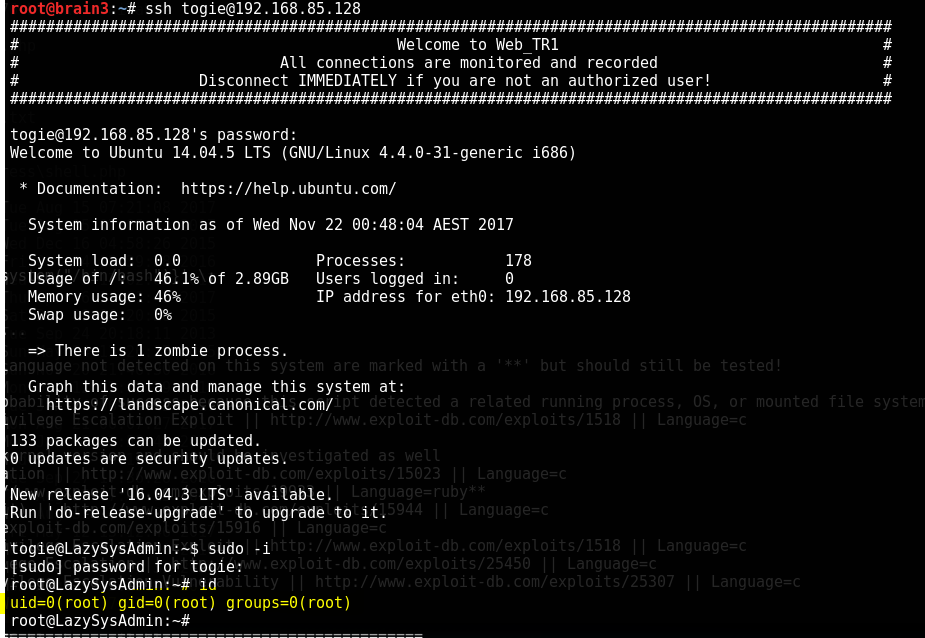 root@brain3:~# ssh togie@192.168.85.128
##################################################################################################
# Welcome to Web_TR1 #
# All connections are monitored and recorded #
# Disconnect IMMEDIATELY if you are not an authorized user! #
##################################################################################################
togie@192.168.85.128's password:
Welcome to Ubuntu 14.04.5 LTS (GNU/Linux 4.4.0-31-generic i686)
* Documentation: https://help.ubuntu.com/
System information as of Wed Nov 22 00:48:04 AEST 2017
System load: 0.0 Processes: 178
Usage of /: 46.1% of 2.89GB Users logged in: 0
Memory usage: 46% IP address for eth0: 192.168.85.128
Swap usage: 0%
=> There is 1 zombie process.
language not detected on this system are marked with a '**' but should still be tested!
Graph this data and manage this system at:
https://landscape.canonical.com/
script detected a related running process, OS, or mounted file system
Privilege Escalation Exploit || http://www.exploit-db.com/exploits/1518 || Language=c
133 packages can be updated.
investigated as well
0 updates are security updates.
|| http://www.exploit-db.com/exploits/15023 || Language=c
|| Language=ruby**
New release '16.04.3 LTS' available.
15944 || Language=c
Run 'do-release-upgrade' to upgrade to it.
exploit-db.com/exploits/15916 || Language=c
togie@LazySysAdmin:~$ sudo -i
|| http://www.exploit-db.com/exploits/1518 || Language=c
[sudo] password for togie:
|| http://www.exploit-db.com/exploits/25450 || Language=c
root@LazySysAdmin:~# id
|| http://www.exploit-db.com/exploits/25307 || Language=c
uid=0(root) gid=0(root) groups=0(root)
root@LazySysAdmin:~#